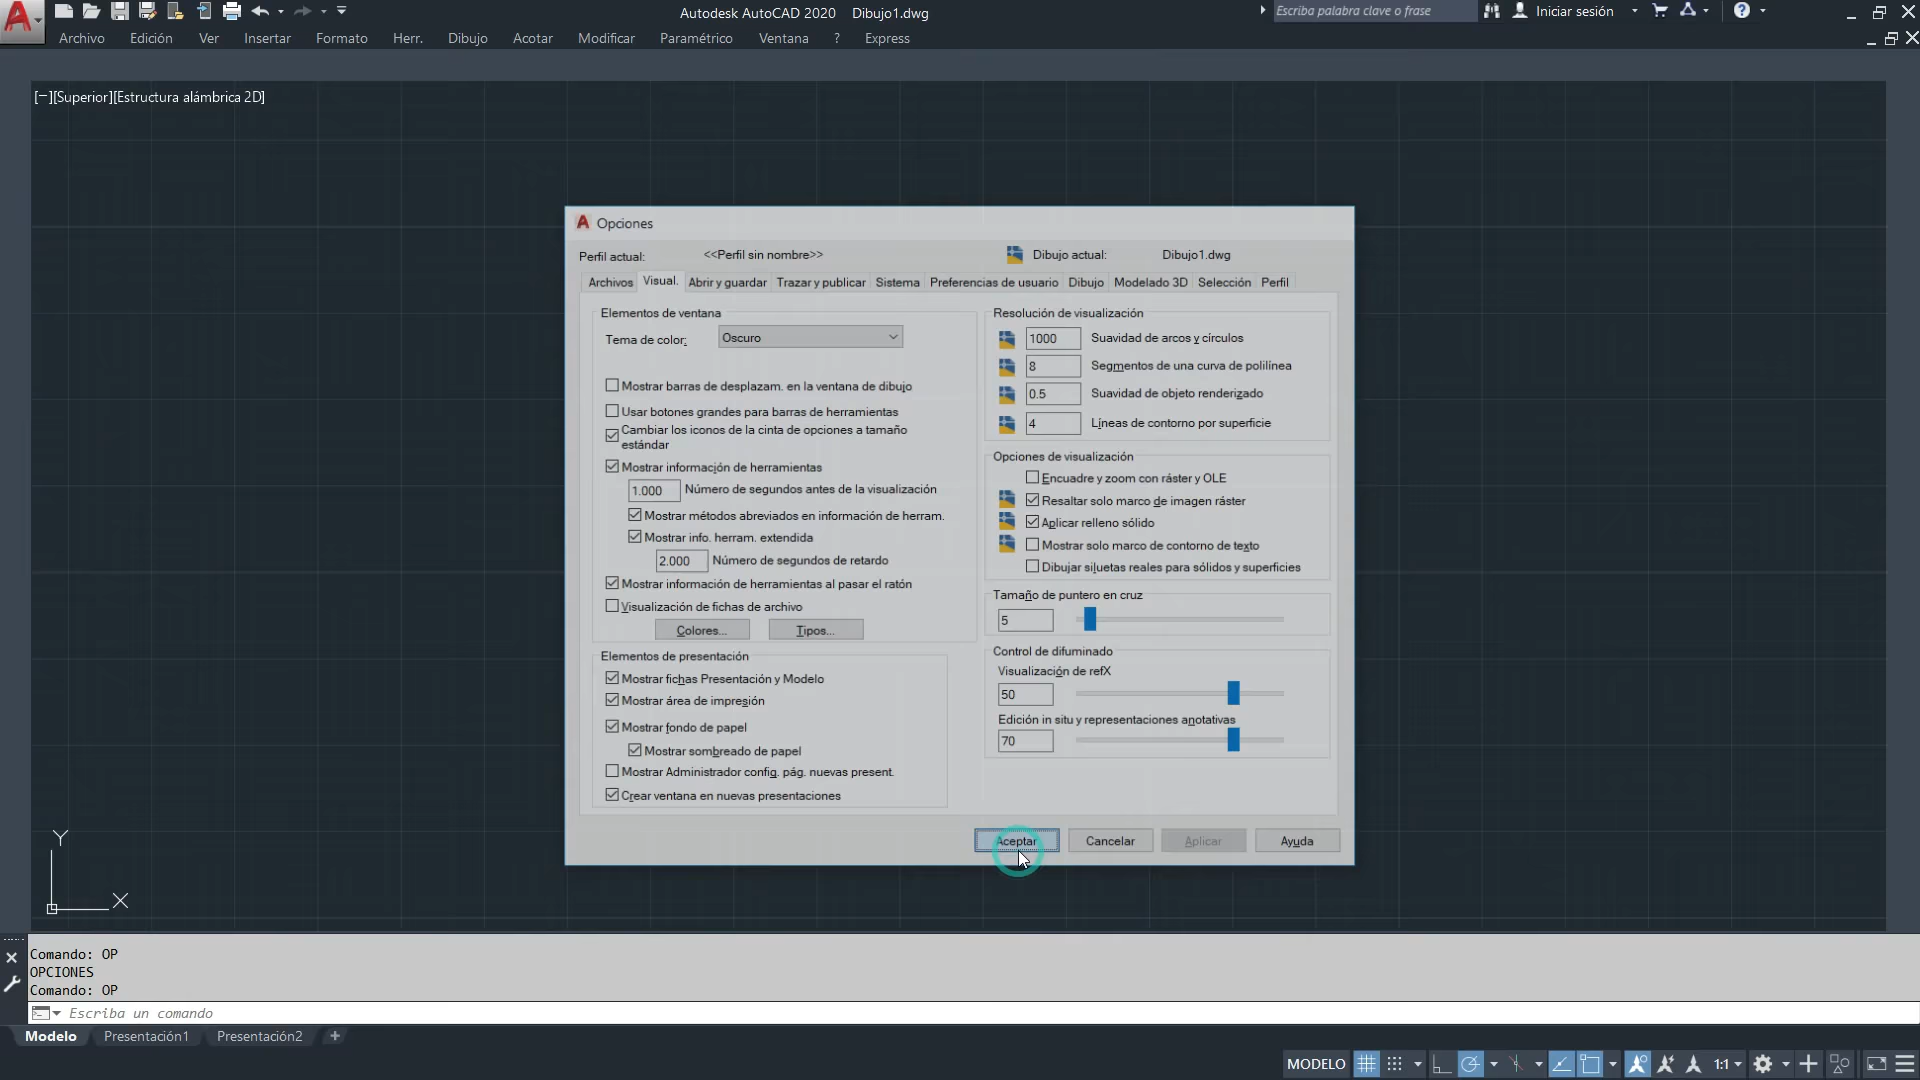 Autodesk AutoCAD 2020 Dibujo1.dwg
Escriba palabra clave o frase
Iniciar sesión
Archivo Edición Ver Insertar Formato Herr. Dibujo Acotar Modificar Paramétrico Ventana ? Express
[−][Superior][Estructura alámbrica 2D]
Opciones
Perfil actual: <<Perfil sin nombre>> Dibujo actual: Dibujo1.dwg
Archivos Visual. Abrir y guardar Trazar y publicar Sistema Preferencias de usuario Dibujo Modelado 3D Selección Perfil
Elementos de ventana
Tema de color: Oscuro
Mostrar barras de desplazam. en la ventana de dibujo
Usar botones grandes para barras de herramientas
Cambiar los iconos de la cinta de opciones a tamaño
estándar
Mostrar información de herramientas
1.000 Número de segundos antes de la visualización
Mostrar métodos abreviados en información de herram.
Mostrar info. herram. extendida
2.000 Número de segundos de retardo
Mostrar información de herramientas al pasar el ratón
Visualización de fichas de archivo
Colores... Tipos...
Elementos de presentación
Mostrar fichas Presentación y Modelo
Mostrar área de impresión
Mostrar fondo de papel
Mostrar sombreado de papel
Mostrar Administrador config. pág. nuevas present.
Crear ventana en nuevas presentaciones
Resolución de visualización
1000 Suavidad de arcos y círculos
8 Segmentos de una curva de polilínea
0.5 Suavidad de objeto renderizado
4 Líneas de contorno por superficie
Opciones de visualización
Encuadre y zoom con ráster y OLE
Resaltar solo marco de imagen ráster
Aplicar relleno sólido
Mostrar solo marco de contorno de texto
Dibujar siluetas reales para sólidos y superficies
Tamaño de puntero en cruz
5
Control de difuminado
Visualización de refX
50
Edición in situ y representaciones anotativas
70
Aceptar Cancelar Aplicar Ayuda
Y
X
Comando: OP
OPCIONES
Comando: OP
Escriba un comando
Modelo Presentación1 Presentación2 +
MODELO 1:1